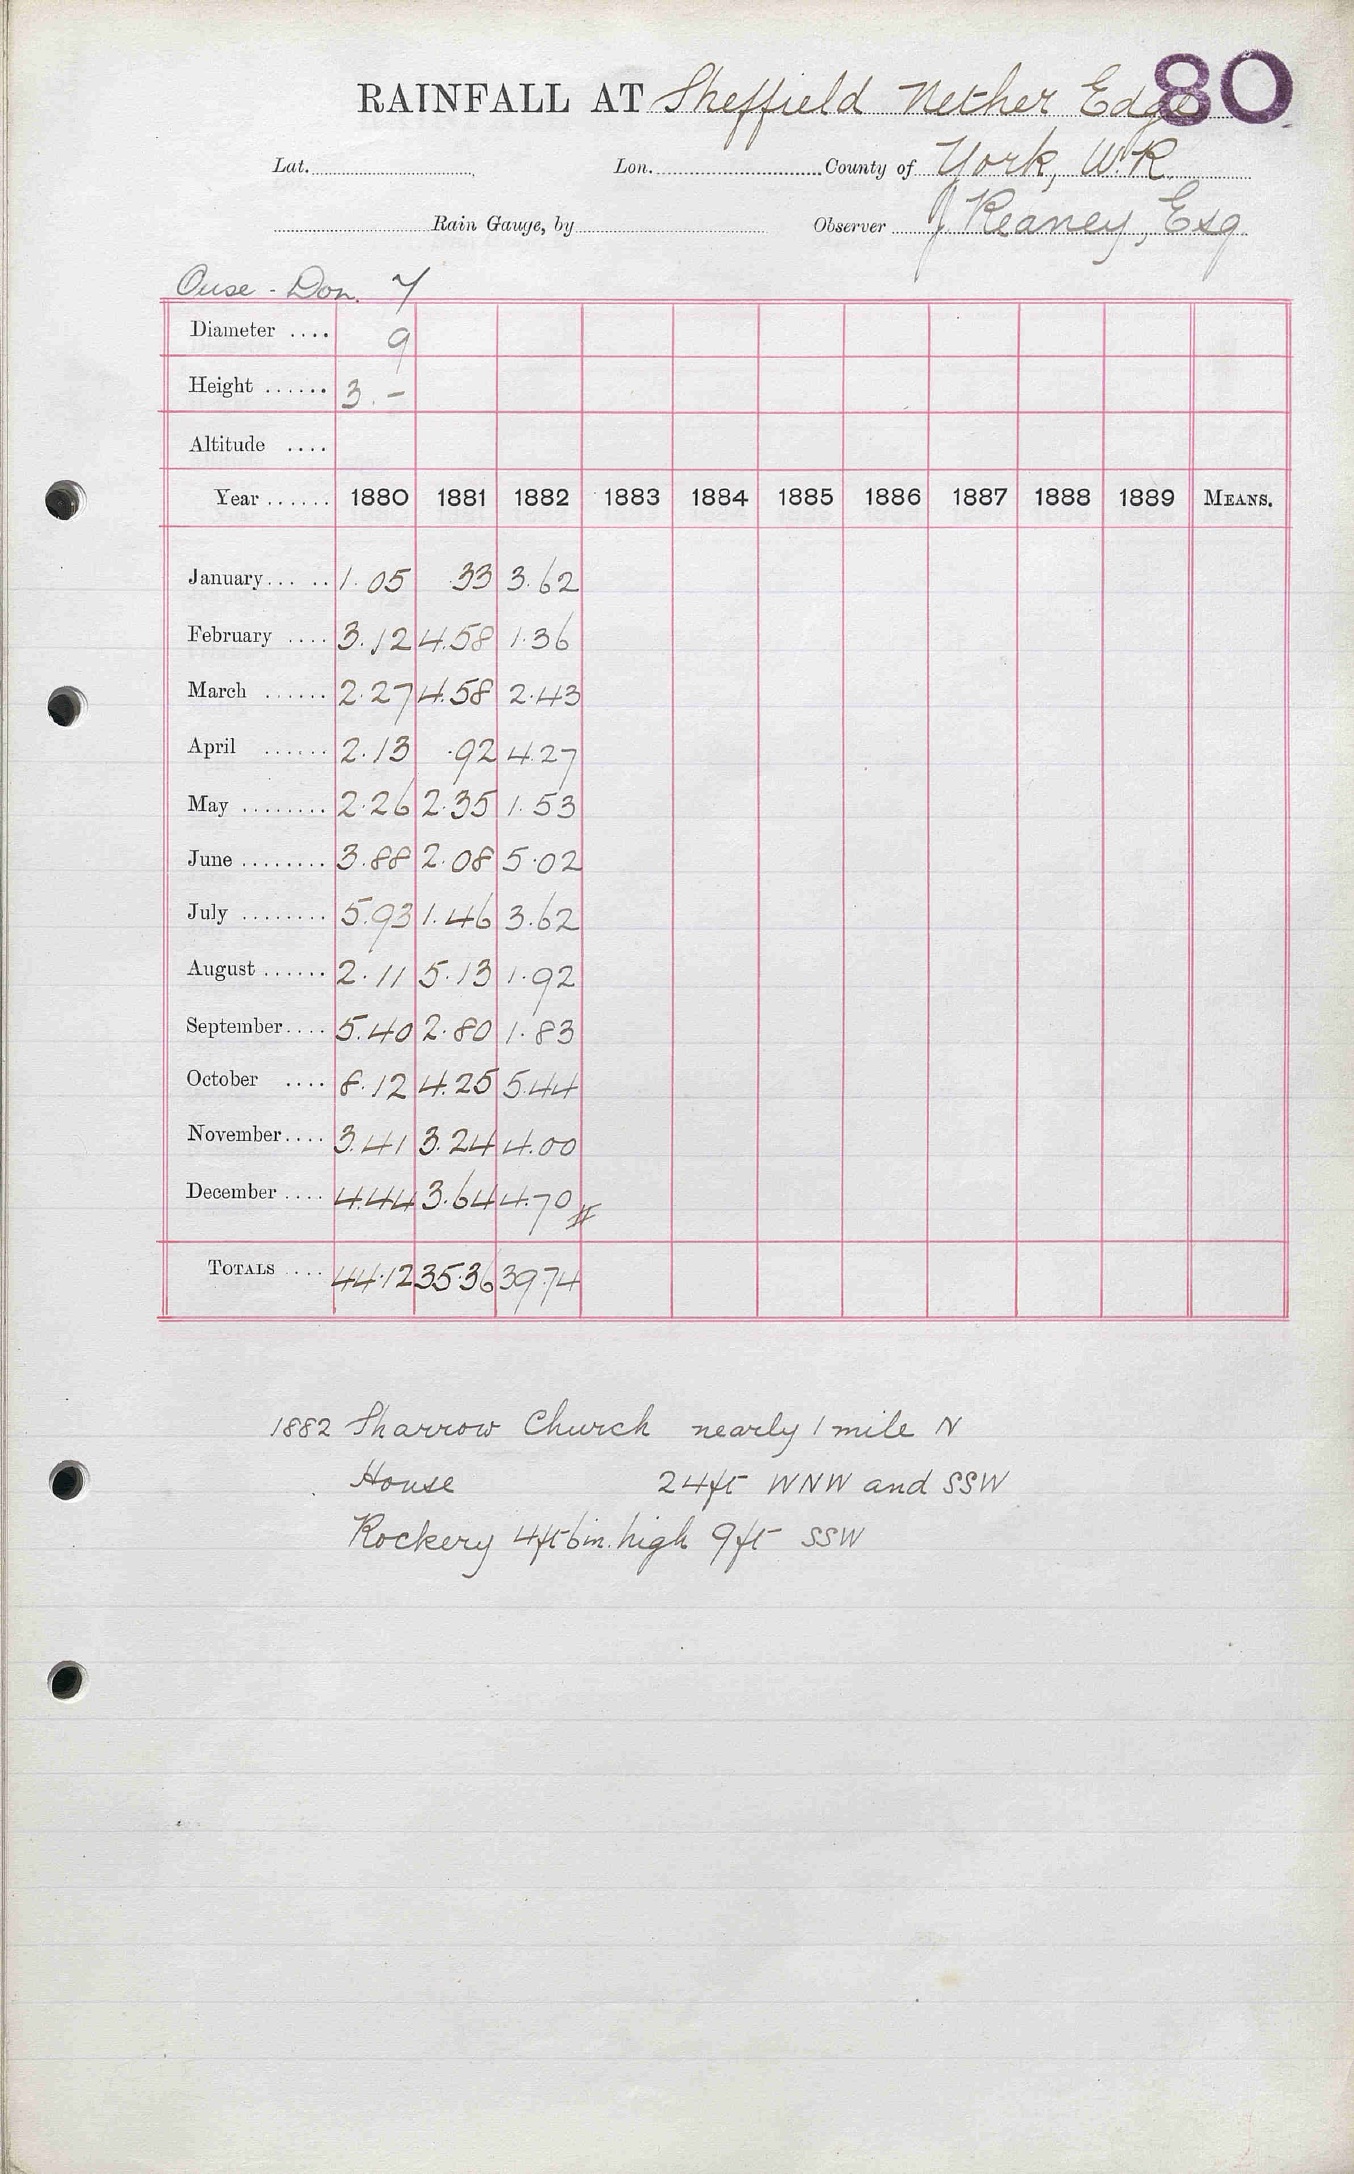 80
RAINFALL AT Sheffield Nether Edge
Lat. Lon. County of York, W.R.
Rain Gauge, by Observer J Reaney, Esq
Ouse - Don. 7
Diameter .... 9
Height ...... 3.-
Altitude ....
Year ...... 1880 1881 1882 1883 1884 1885 1886 1887 1888 1889 MEANS.
January ..... 1.05 .33 3.62
February .... 3.12 4.58 1.36
March ...... 2.27 4.58 2.43
April ...... 2.13 .92 4.27
May ........ 2.26 2.35 1.53
June ........ 3.88 2.08 5.02
July ........ 5.93 1.46 3.62
August ...... 2.11 5.13 1.92
September .... 5.40 2.80 1.83
October .... 8.12 4.25 5.44
November .... 3.41 3.24 4.00
December .... 4.44 3.64 4.70
TOTALS .... 44.12 35.36 39.74
1882 Sharrow Church nearly 1 mile N
House 24ft WNW and SSW
Rockery 4ft 6in. high 9ft SSW